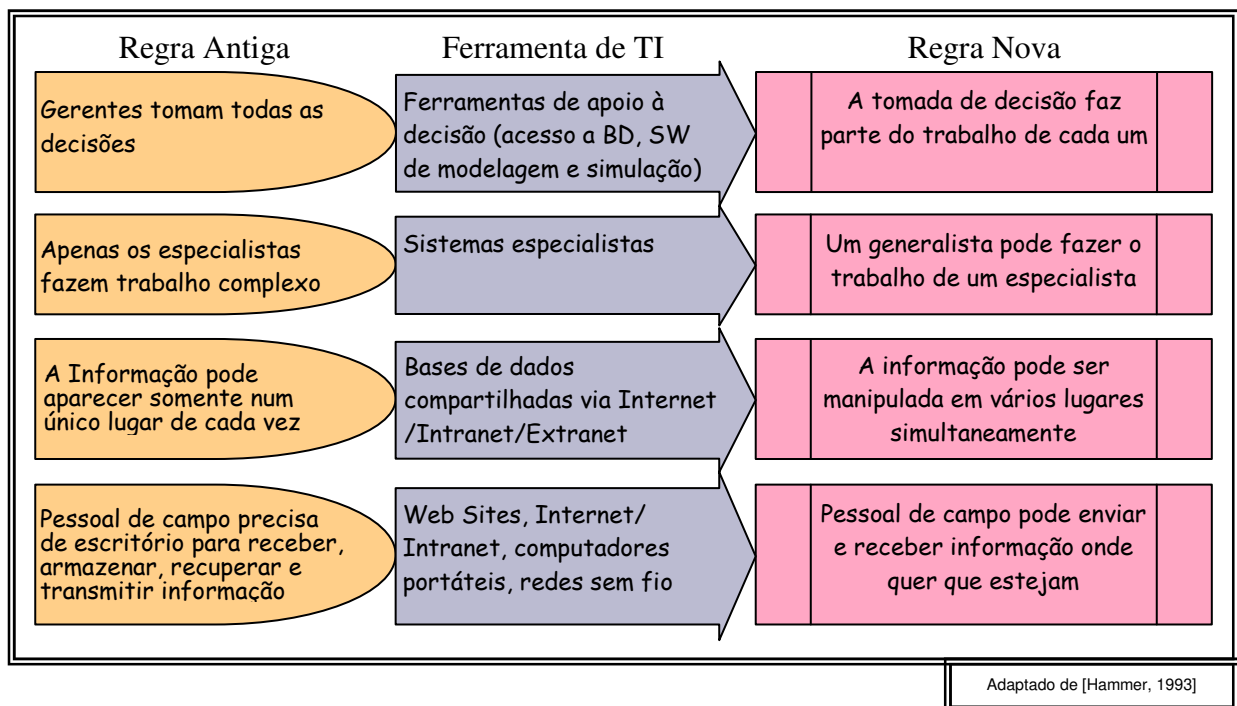 Regra Antiga
Ferramenta de TI
Regra Nova
Gerentes tomam todas as
decisões
Ferramentas de apoio à
decisão (acesso a BD, SW
de modelagem e simulação)
A tomada de decisão faz
parte do trabalho de cada um
Apenas os especialistas
fazem trabalho complexo
Sistemas especialistas
Um generalista pode fazer o
trabalho de um especialista
A Informação pode
aparecer somente num
único lugar de cada vez
Bases de dados
compartilhadas via Internet
/Intranet/Extranet
A informação pode ser
manipulada em vários lugares
simultaneamente
Pessoal de campo precisa
de escritório para receber,
armazenar, recuperar e
transmitir informação
Web Sites, Internet/
Intranet, computadores
portáteis, redes sem fio
Pessoal de campo pode enviar
e receber informação onde
quer que estejam
Adaptado de [Hammer, 1993]